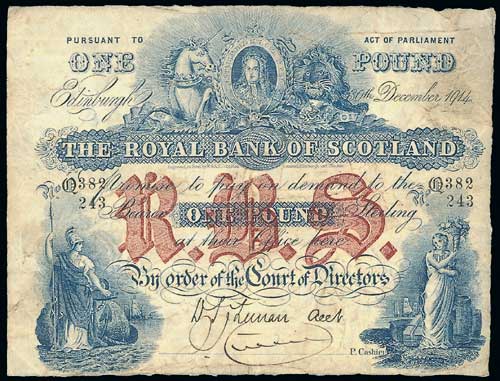 PURSUANT TO ACT OF PARLIAMENT
ONE POUND
Edinburgh, 16th December 1914.
THE ROYAL BANK OF SCOTLAND
No. Q382 243 No. Q382 243
Promise to pay on demand to the
Bearer ONE POUND Sterling
R.B.S.
at their Office here
By order of the Court of Directors.
Acct
P. Cashier